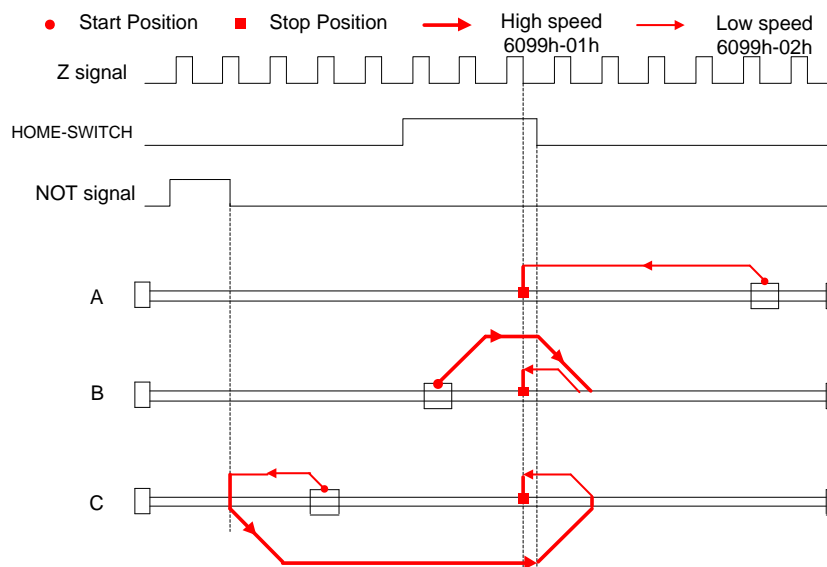 Start Position
Stop Position
High speed
6099h-01h
Low speed
6099h-02h
Z signal
HOME-SWITCH
NOT signal
A
B
C